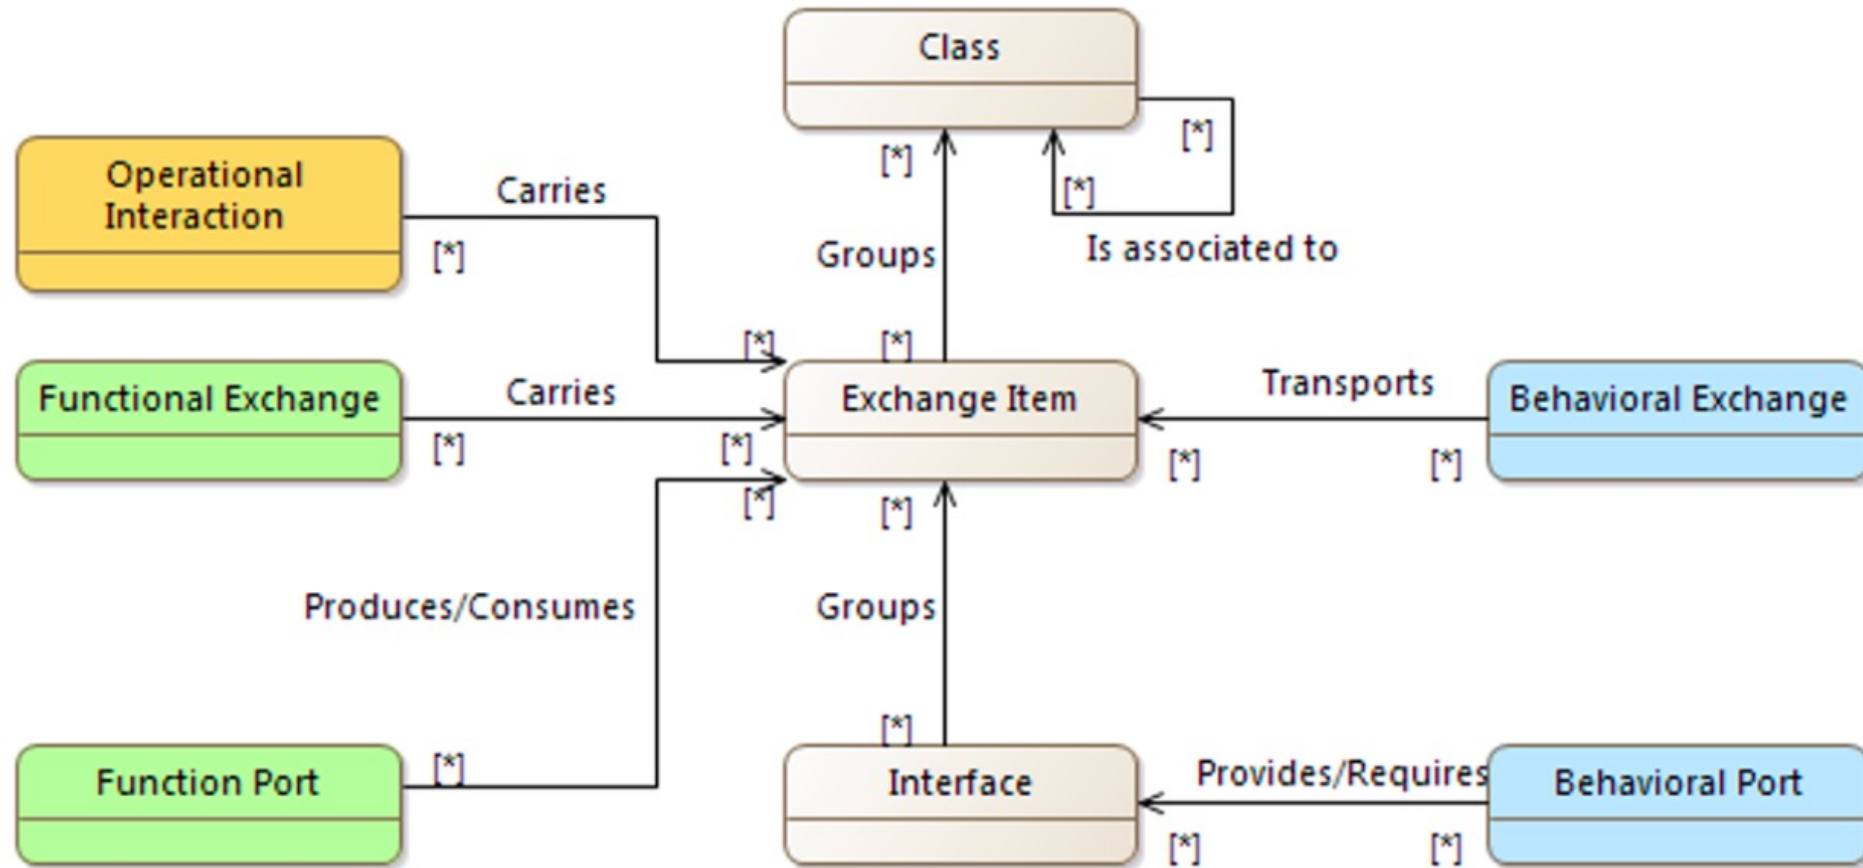 Class
[*]
[*]
[*]
Is associated to
Operational
Interaction
Carries
[*]
[*]
Groups
[*]
Functional Exchange
Carries
[*]
[*]
Exchange Item
Transports
[*]
[*]
Behavioral Exchange
[*]
[*]
Produces/Consumes
Groups
[*]
Function Port
[*]
Interface
Provides/Requires
[*]
[*]
Behavioral Port